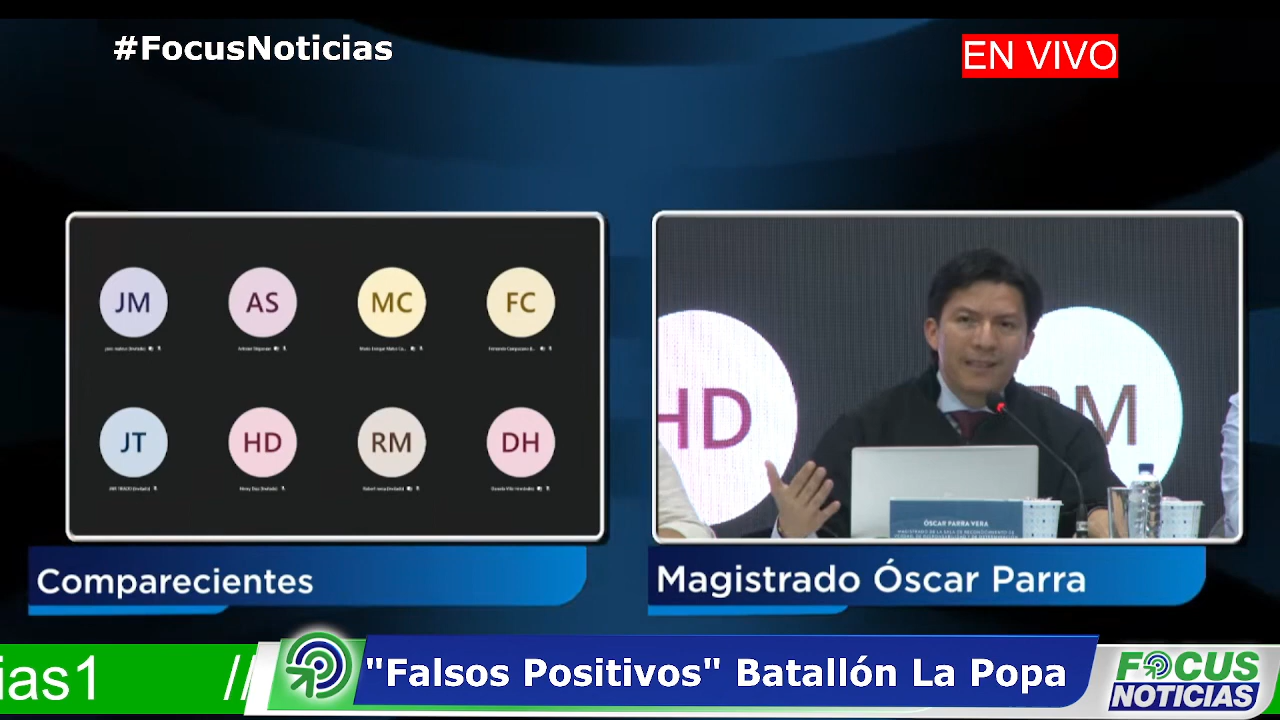 #FocusNoticias
EN VIVO
JM
AS
MC
FC
JT
HD
RM
DH
HD
RM
ÓSCAR PARRA VERA
Comparecientes
Magistrado Óscar Parra
ias1 //
"Falsos Positivos" Batallón La Popa
FOCUS
NOTICIAS